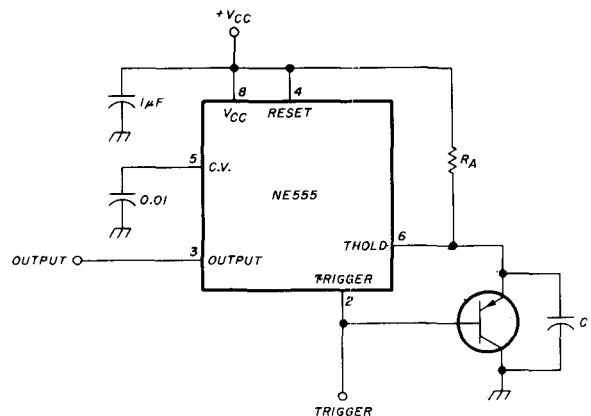 +VCC
8
4
1μF
VCC
RESET
RA
5
C.V.
0.01
NE555
6
THOLD
3
OUTPUT
OUTPUT
TRIGGER
2
C
TRIGGER